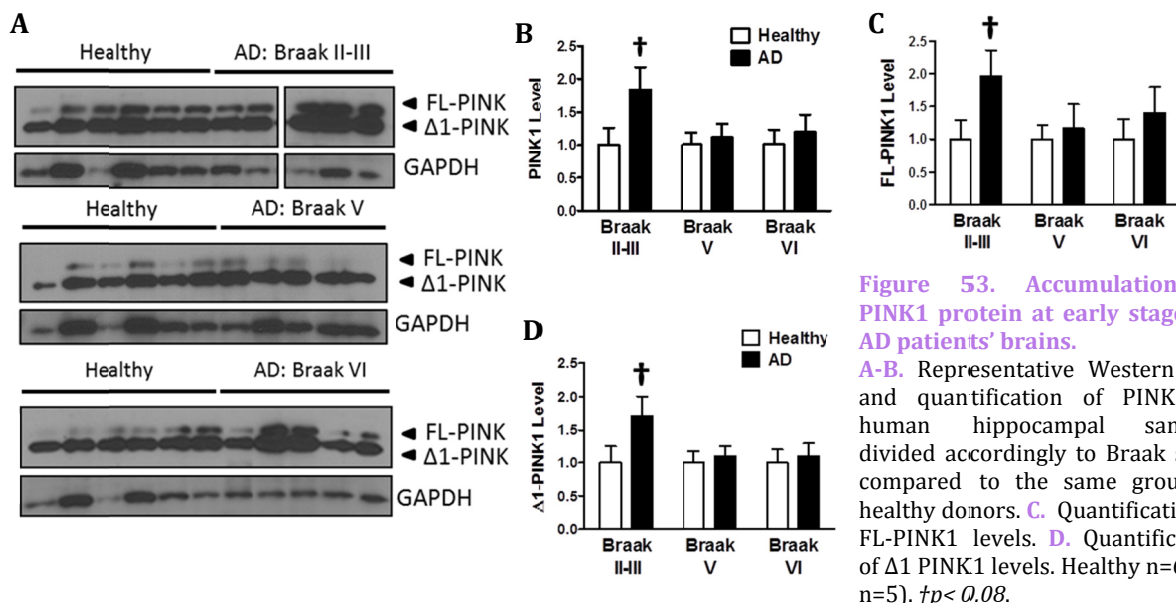 A
Healthy AD: Braak II-III
FL-PINK
Δ1-PINK
GAPDH
Healthy AD: Braak V
FL-PINK
Δ1-PINK
GAPDH
Healthy AD: Braak VI
FL-PINK
Δ1-PINK
GAPDH
B
Healthy
AD
†
PINK1 Level
2.5
2.0
1.5
1.0
0.5
0.0
Braak II-III
Braak V
Braak VI
C
†
FL-PINK1 Level
2.5
2.0
1.5
1.0
0.5
0.0
Braak II-III
Braak V
Braak VI
D
Healthy
AD
†
Δ1-PINK1 Level
2.5
2.0
1.5
1.0
0.5
0.0
Braak II-III
Braak V
Braak VI
Figure 53. Accumulation
PINK1 protein at early stage
AD patients' brains.
A-B. Representative Western
and quantification of PINK
human hippocampal sam
divided accordingly to Braak
compared to the same grou
healthy donors. C. Quantificati
FL-PINK1 levels. D. Quantific
of Δ1 PINK1 levels. Healthy
n=5). †p< 0.08.